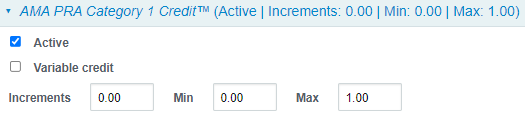 AMA PRA Category 1 Credit™ (Active | Increments: 0.00 | Min: 0.00 | Max: 1.00)
Active
Variable credit
Increments 0.00 Min 0.00 Max 1.00